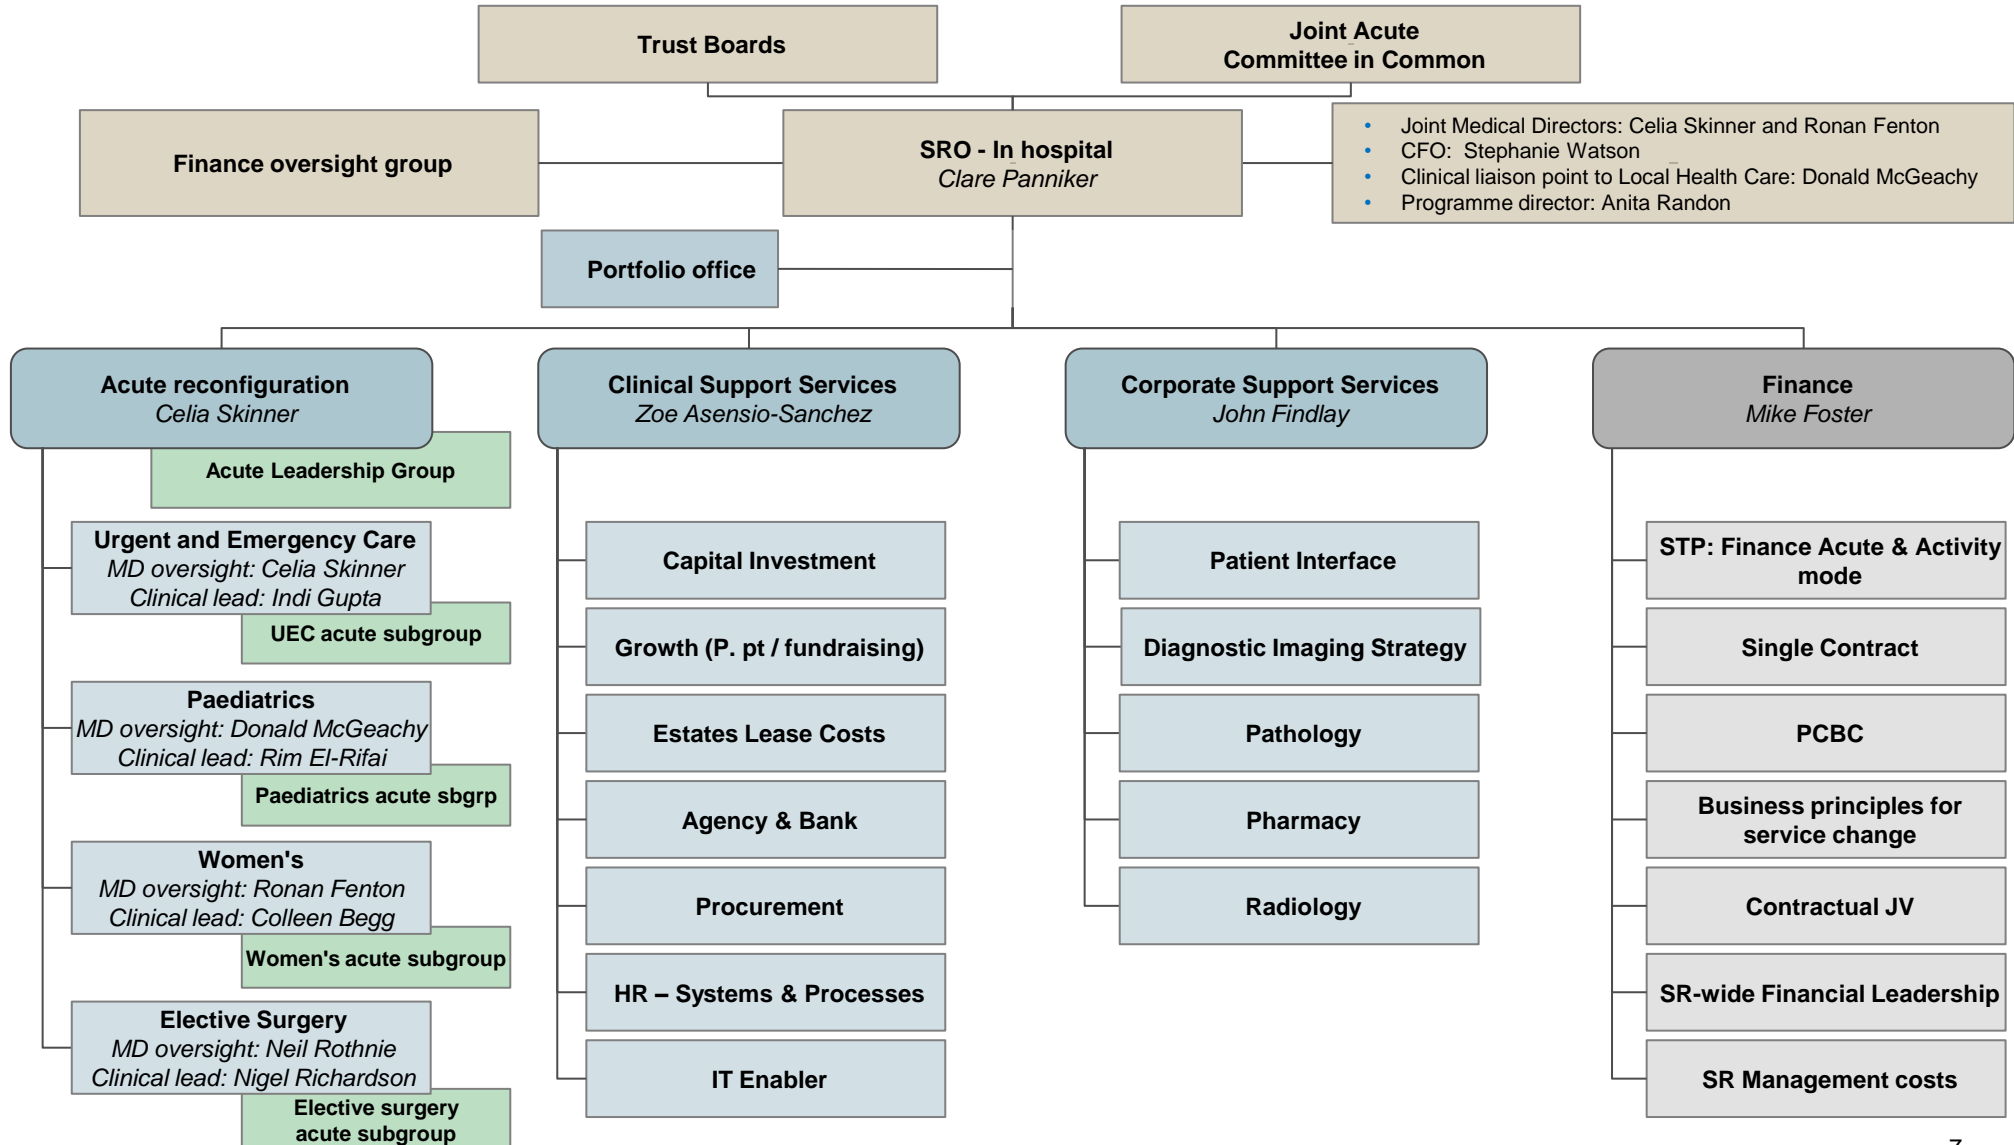 Trust Boards
Joint Acute
Committee in Common
Finance oversight group
SRO - In hospital
Clare Panniker
• Joint Medical Directors: Celia Skinner and Ronan Fenton
• CFO: Stephanie Watson
• Clinical liaison point to Local Health Care: Donald McGeachy
• Programme director: Anita Randon
Portfolio office
Acute reconfiguration
Celia Skinner
Acute Leadership Group
Urgent and Emergency Care
MD oversight: Celia Skinner
Clinical lead: Indi Gupta
UEC acute subgroup
Paediatrics
MD oversight: Donald McGeachy
Clinical lead: Rim El-Rifai
Paediatrics acute sbgrp
Women's
MD oversight: Ronan Fenton
Clinical lead: Colleen Begg
Women's acute subgroup
Elective Surgery
MD oversight: Neil Rothnie
Clinical lead: Nigel Richardson
Elective surgery
acute subgroup
Clinical Support Services
Zoe Asensio-Sanchez
Capital Investment
Growth (P. pt / fundraising)
Estates Lease Costs
Agency & Bank
Procurement
HR – Systems & Processes
IT Enabler
Corporate Support Services
John Findlay
Patient Interface
Diagnostic Imaging Strategy
Pathology
Pharmacy
Radiology
Finance
Mike Foster
STP: Finance Acute & Activity
mode
Single Contract
PCBC
Business principles for
service change
Contractual JV
SR-wide Financial Leadership
SR Management costs